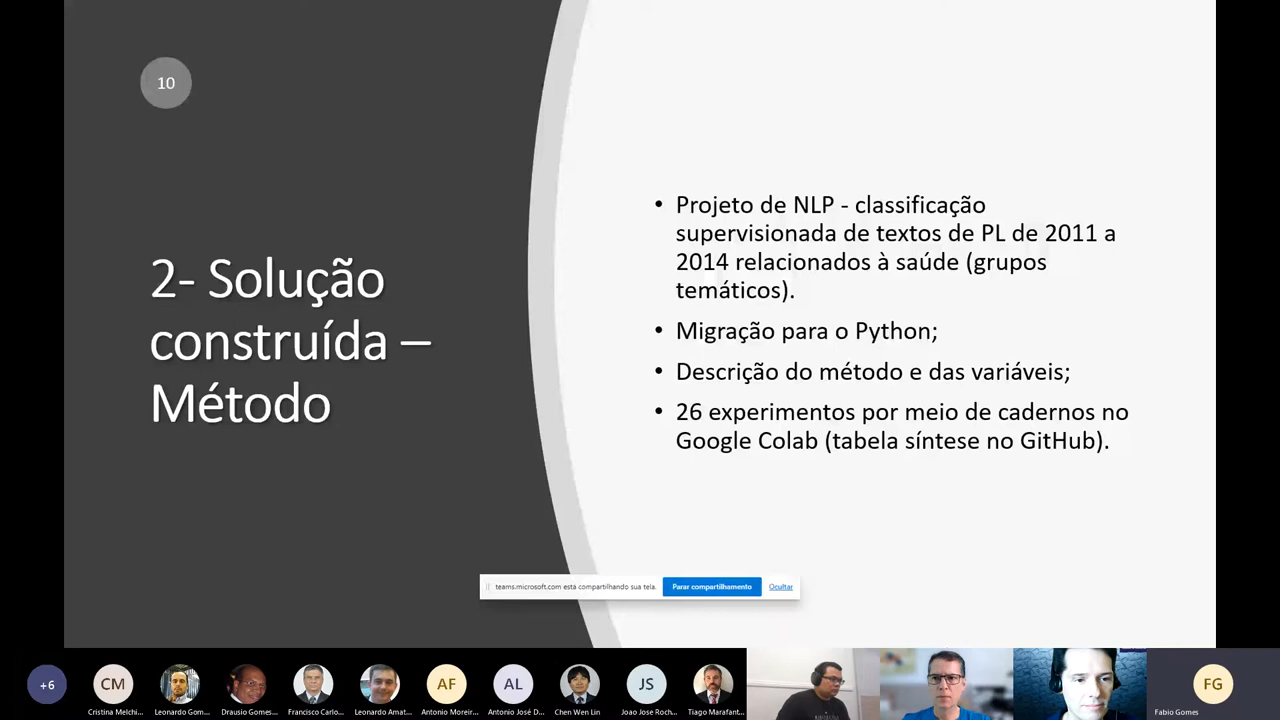 10
2- Solução
construída –
Método
• Projeto de NLP - classificação
supervisionada de textos de PL de 2011 a
2014 relacionados à saúde (grupos
temáticos).
• Migração para o Python;
• Descrição do método e das variáveis;
• 26 experimentos por meio de cadernos no
Google Colab (tabela síntese no GitHub).
teams.microsoft.com está compartilhando sua tela. Parar compartilhamento Ocultar
+6 CM AF AL JS FG
Cristina Melchi... Leonardo Gom... Drausio Gomes... Francisco Carlo... Leonardo Amat... Antonio Moreir... Antonio José D... Chen Wen Lin Joao Jose Roch... Tiago Marafant... Fabio Gomes